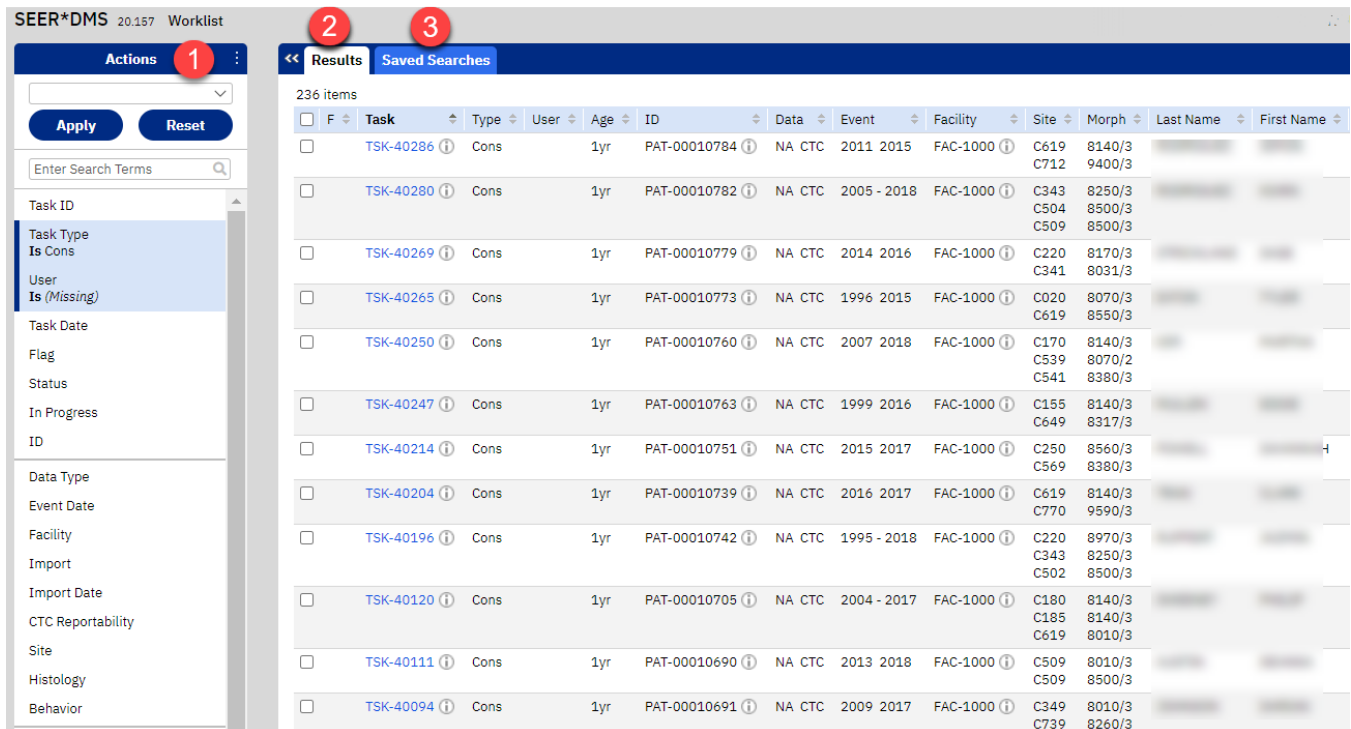 SEER*DMS 20.157 Worklist
2
3
Actions 1
Results Saved Searches
236 items
Apply Reset
Enter Search Terms
Task ID
Task Type
Is Cons
User
Is (Missing)
Task Date
Flag
Status
In Progress
ID
Data Type
Event Date
Facility
Import
Import Date
CTC Reportability
Site
Histology
Behavior
F Task Type User Age ID Data Event Facility Site Morph Last Name First Name
TSK-40286 Cons 1yr PAT-00010784 NA CTC 2011 2015 FAC-1000 C619 8140/3
C712 9400/3
TSK-40280 Cons 1yr PAT-00010782 NA CTC 2005 - 2018 FAC-1000 C343 8250/3
C504 8500/3
C509 8500/3
TSK-40269 Cons 1yr PAT-00010779 NA CTC 2014 2016 FAC-1000 C220 8170/3
C341 8031/3
TSK-40265 Cons 1yr PAT-00010773 NA CTC 1996 2015 FAC-1000 C020 8070/3
C619 8550/3
TSK-40250 Cons 1yr PAT-00010760 NA CTC 2007 2018 FAC-1000 C170 8140/3
C539 8070/2
C541 8380/3
TSK-40247 Cons 1yr PAT-00010763 NA CTC 1999 2016 FAC-1000 C155 8140/3
C649 8317/3
TSK-40214 Cons 1yr PAT-00010751 NA CTC 2015 2017 FAC-1000 C250 8560/3
C569 8380/3
TSK-40204 Cons 1yr PAT-00010739 NA CTC 2016 2017 FAC-1000 C619 8140/3
C770 9590/3
TSK-40196 Cons 1yr PAT-00010742 NA CTC 1995 - 2018 FAC-1000 C220 8970/3
C343 8250/3
C502 8500/3
TSK-40120 Cons 1yr PAT-00010705 NA CTC 2004 - 2017 FAC-1000 C180 8140/3
C185 8140/3
C619 8010/3
TSK-40111 Cons 1yr PAT-00010690 NA CTC 2013 2018 FAC-1000 C509 8010/3
C509 8500/3
TSK-40094 Cons 1yr PAT-00010691 NA CTC 2009 2017 FAC-1000 C349 8010/3
C739 8260/3